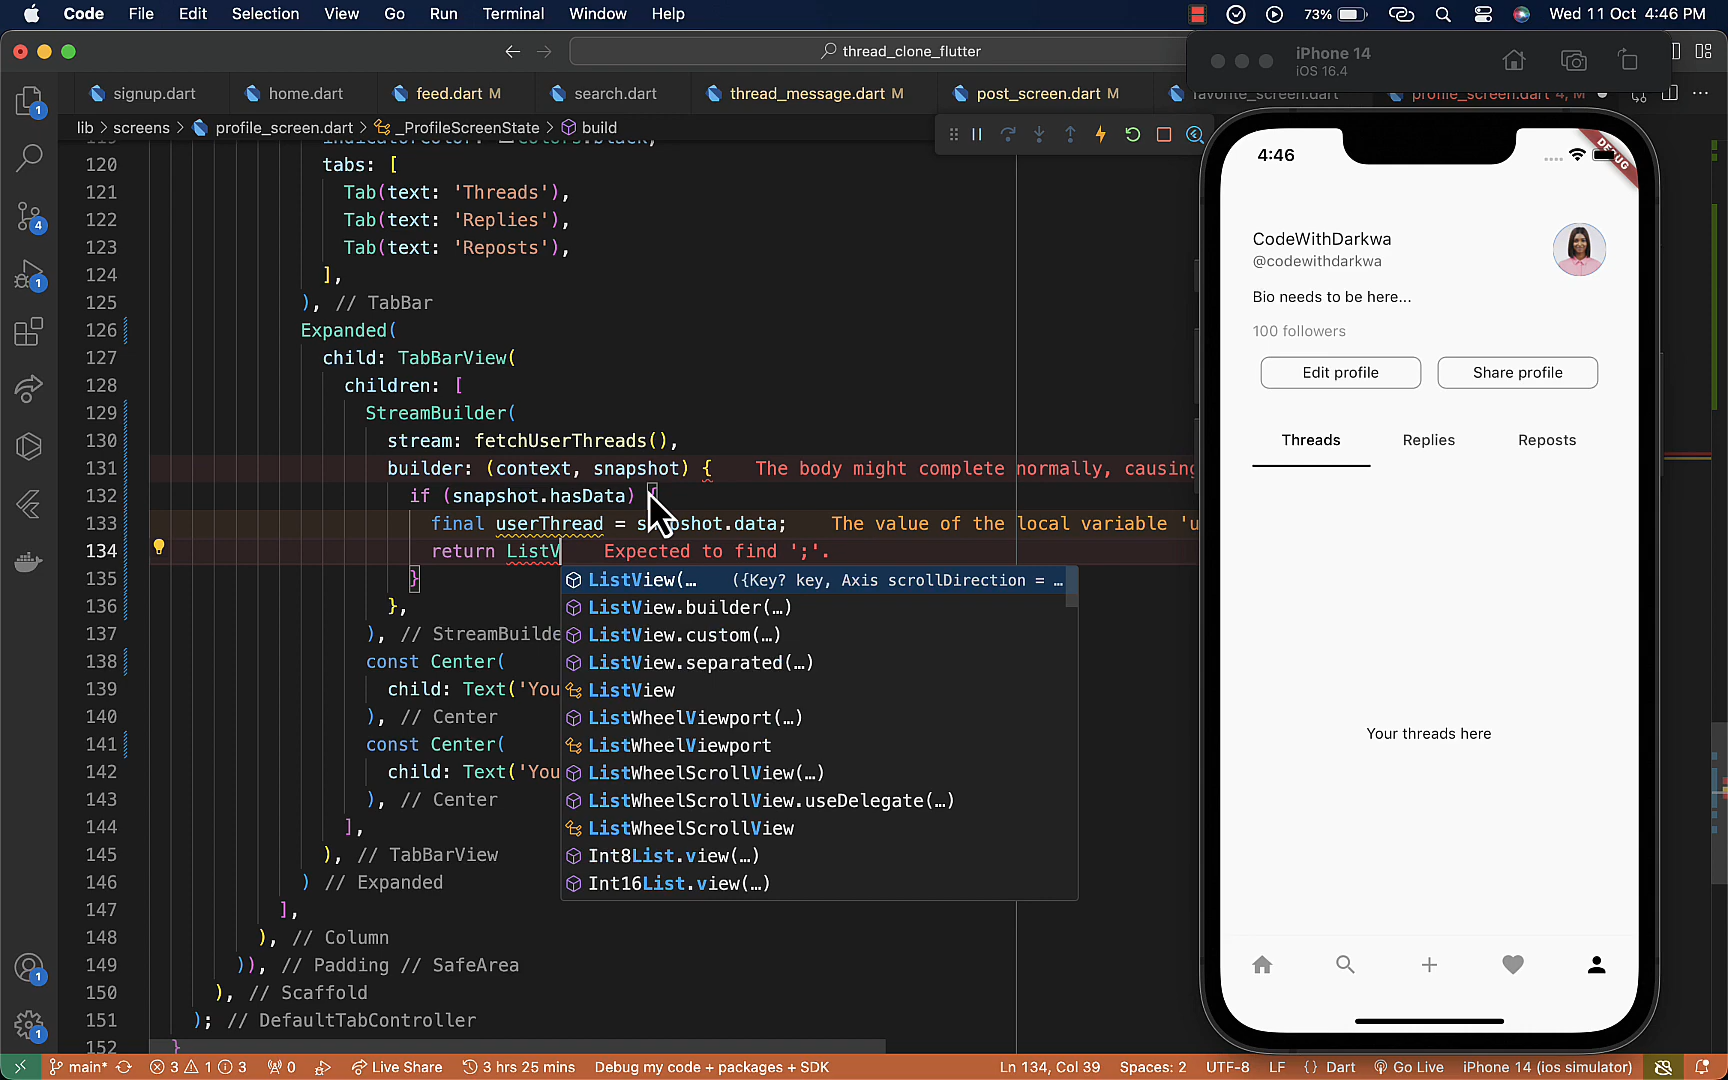 Code File Edit Selection View Go Run Terminal Window Help 73% Wed 11 Oct 4:46 PM
thread_clone_flutter
iPhone 14
iOS 16.4
signup.dart home.dart feed.dart M search.dart thread_message.dart M post_screen.dart M favorite_screen.dart profile_screen.dart 4, M
lib > screens > profile_screen.dart > _ProfileScreenState > build
120 tabs: [
121 Tab(text: 'Threads'),
122 Tab(text: 'Replies'),
123 Tab(text: 'Reposts'),
124 ],
125 ), // TabBar
126 Expanded(
127 child: TabBarView(
128 children: [
129 StreamBuilder(
130 stream: fetchUserThreads(),
131 builder: (context, snapshot) { The body might complete normally, causing
132 if (snapshot.hasData) {
133 final userThread = snapshot.data; The value of the local variable 'u
134 return ListV Expected to find ';'.
135 }
136 },
137 ), // StreamBuilde
138 const Center(
139 child: Text('You
140 ), // Center
141 const Center(
142 child: Text('You
143 ), // Center
144 ],
145 ), // TabBarView
146 ) // Expanded
147 ],
148 ), // Column
149 )), // Padding // SafeArea
150 ), // Scaffold
151 ); // DefaultTabController
152 }
ListView(… ({Key? key, Axis scrollDirection = …
ListView.builder(…)
ListView.custom(…)
ListView.separated(…)
ListView
ListWheelViewport(…)
ListWheelViewport
ListWheelScrollView(…)
ListWheelScrollView.useDelegate(…)
ListWheelScrollView
Int8List.view(…)
Int16List.view(…)
4:46
DEBUG
CodeWithDarkwa
@codewithdarkwa
Bio needs to be here...
100 followers
Edit profile Share profile
Threads Replies Reposts
Your threads here
1
4
1
1
1
main* 3 1 3 0 Live Share 3 hrs 25 mins Debug my code + packages + SDK Ln 134, Col 39 Spaces: 2 UTF-8 LF {} Dart Go Live iPhone 14 (ios simulator)